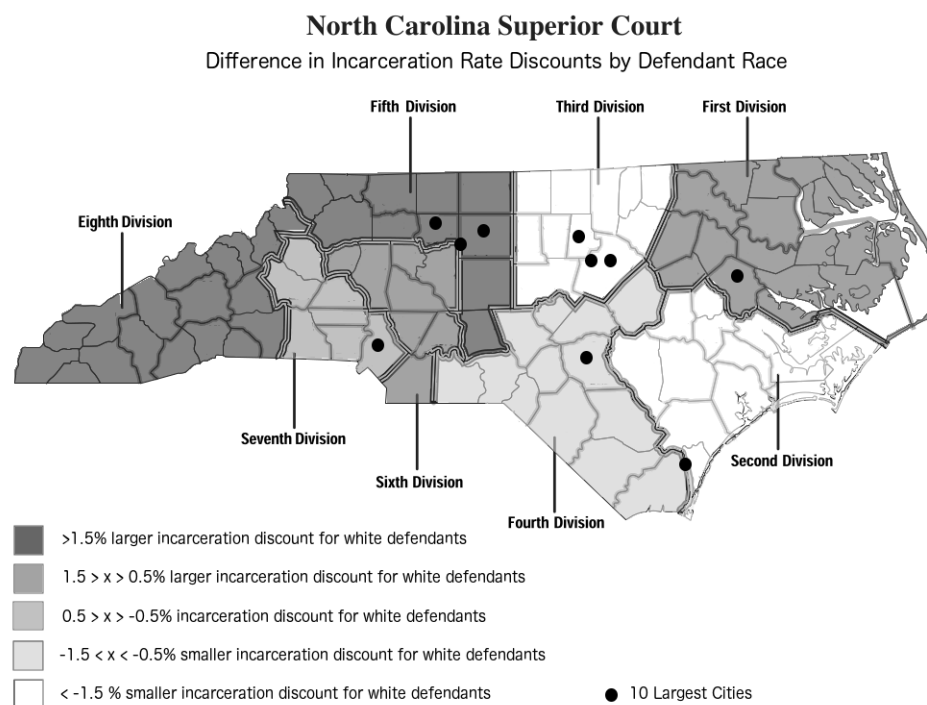 North Carolina Superior Court
Difference in Incarceration Rate Discounts by Defendant Race
Fifth Division
Third Division
First Division
Eighth Division
Seventh Division
Sixth Division
Fourth Division
Second Division
>1.5% larger incarceration discount for white defendants
1.5 > x > 0.5% larger incarceration discount for white defendants
0.5 > x > -0.5% incarceration discount for white defendants
-1.5 < x < -0.5% smaller incarceration discount for white defendants
< -1.5 % smaller incarceration discount for white defendants
10 Largest Cities